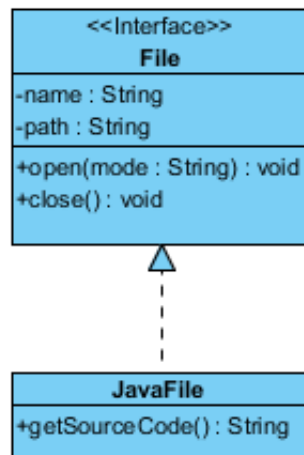 <<Interface>>
File
-name : String
-path : String
+open(mode : String) : void
+close() : void
JavaFile
+getSourceCode() : String